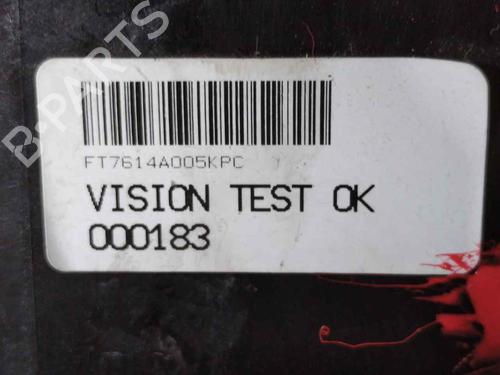 B-PARTS
FT7614A005KPC
VISION TEST OK
000183